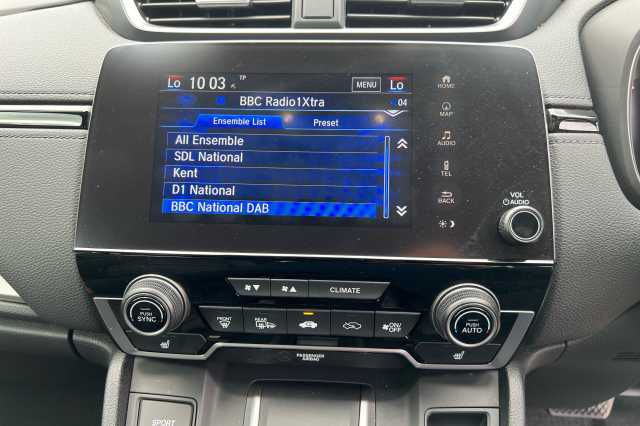 Lo 10 03 TP MENU Lo
BBC Radio1Xtra 04
Ensemble List Preset
All Ensemble
SDL National
Kent
D1 National
BBC National DAB
HOME
MAP
AUDIO
TEL
BACK
VOL
AUDIO
CLIMATE
PUSH
SYNC
FRONT
REAR
ON/
OFF
PUSH
AUTO
PASSENGER
AIRBAG
SPORT